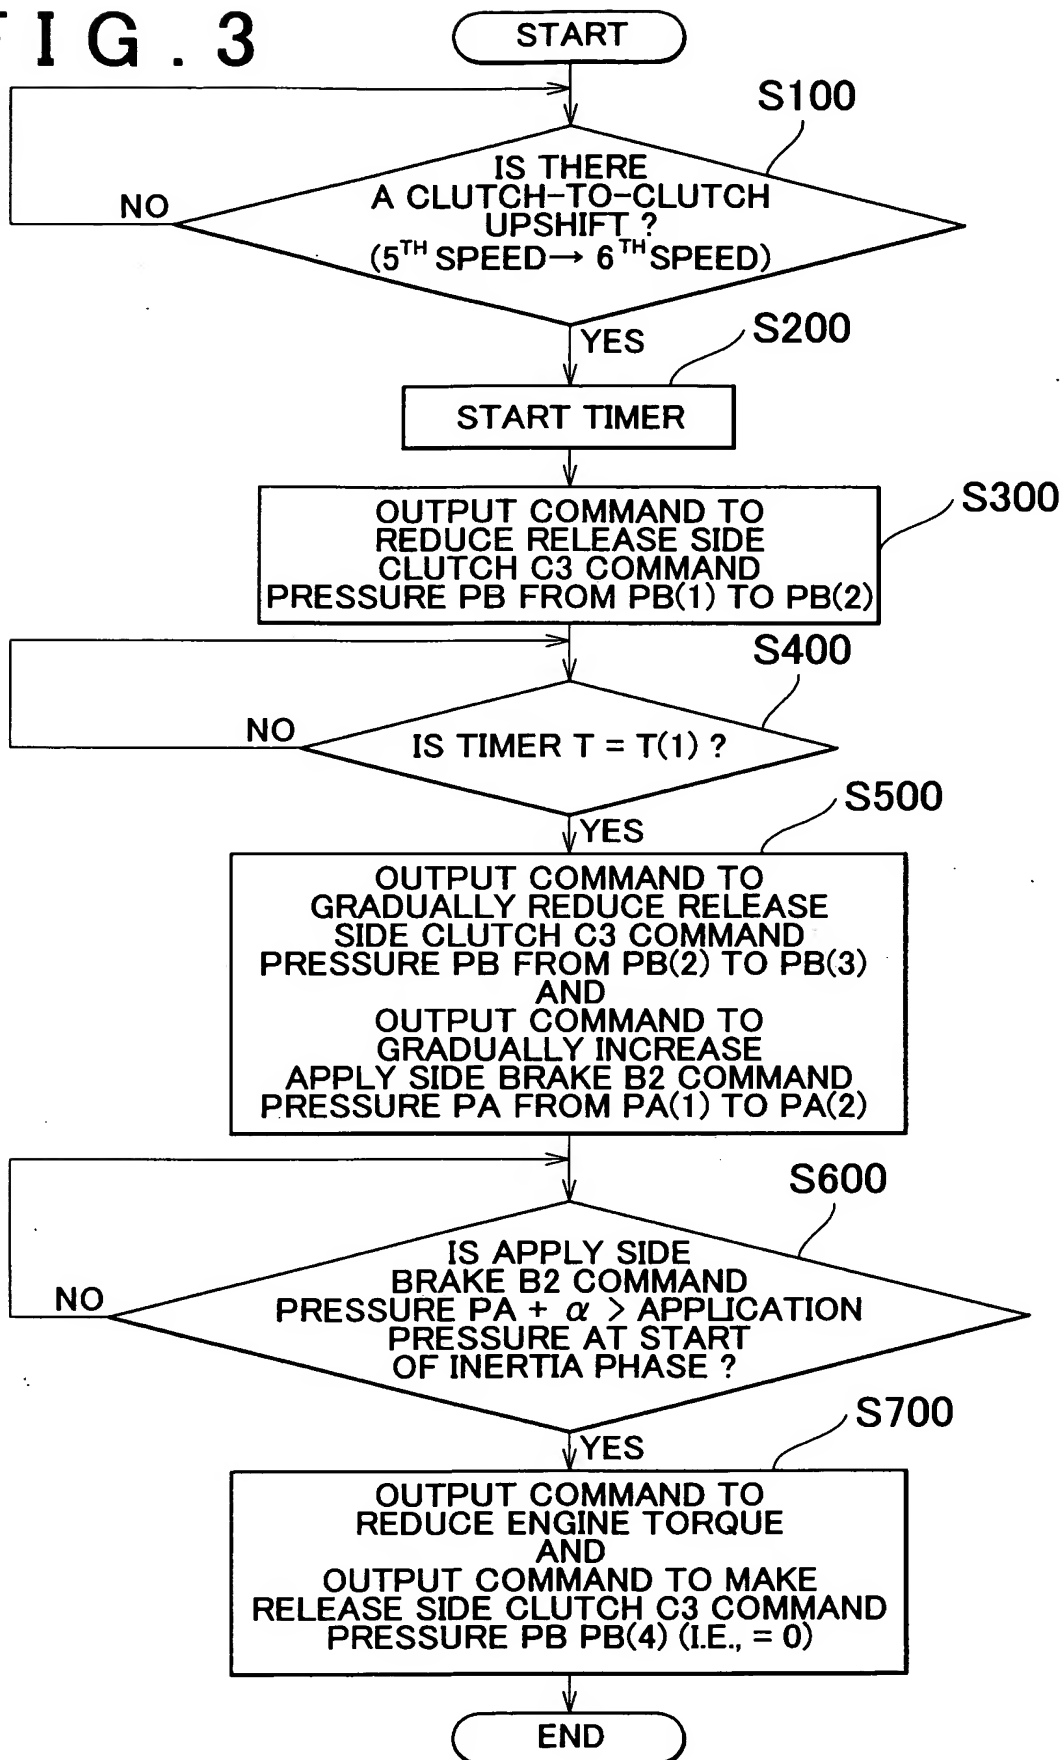 FIG. 3
START
S100
IS THERE
A CLUTCH-TO-CLUTCH
UPSHIFT ?
(5TH SPEED→ 6TH SPEED)
NO
YES
S200
START TIMER
S300
OUTPUT COMMAND TO
REDUCE RELEASE SIDE
CLUTCH C3 COMMAND
PRESSURE PB FROM PB(1) TO PB(2)
S400
NO
IS TIMER T = T(1) ?
YES
S500
OUTPUT COMMAND TO
GRADUALLY REDUCE RELEASE
SIDE CLUTCH C3 COMMAND
PRESSURE PB FROM PB(2) TO PB(3)
AND
OUTPUT COMMAND TO
GRADUALLY INCREASE
APPLY SIDE BRAKE B2 COMMAND
PRESSURE PA FROM PA(1) TO PA(2)
S600
IS APPLY SIDE
BRAKE B2 COMMAND
PRESSURE PA + α > APPLICATION
PRESSURE AT START
OF INERTIA PHASE ?
NO
YES
S700
OUTPUT COMMAND TO
REDUCE ENGINE TORQUE
AND
OUTPUT COMMAND TO MAKE
RELEASE SIDE CLUTCH C3 COMMAND
PRESSURE PB PB(4) (I.E., = 0)
END